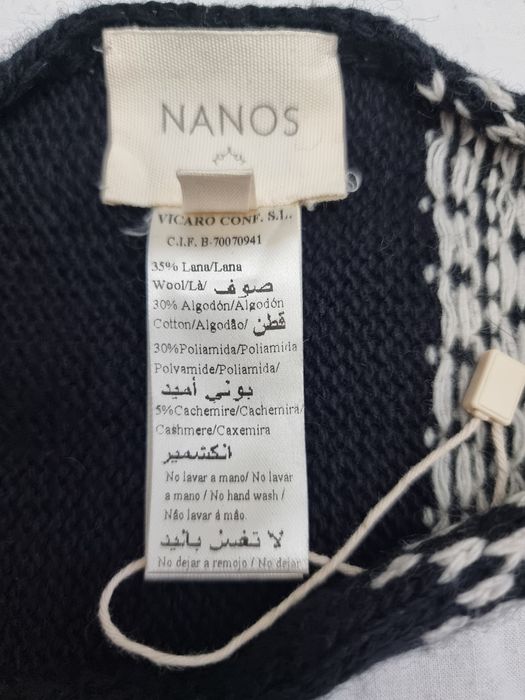 NANOS
VICARO CONF. S.L.
C.I.F. B-70070941
35% Lana/Lana
Wool/Là/ صوف
30% Algodón/Algodón
Cotton/Algodão/ قطن
30%Poliamida/Poliamida
Polyamide/Poliamida/
بوني أميد
5%Cachemire/Cachemira/
Cashmere/Caxemira
انكشمير
No lavar a mano/ No lavar
a mano / No hand wash /
Não lavar á mão.
لا تغسل باليد
No dejar a remojo / No dejar